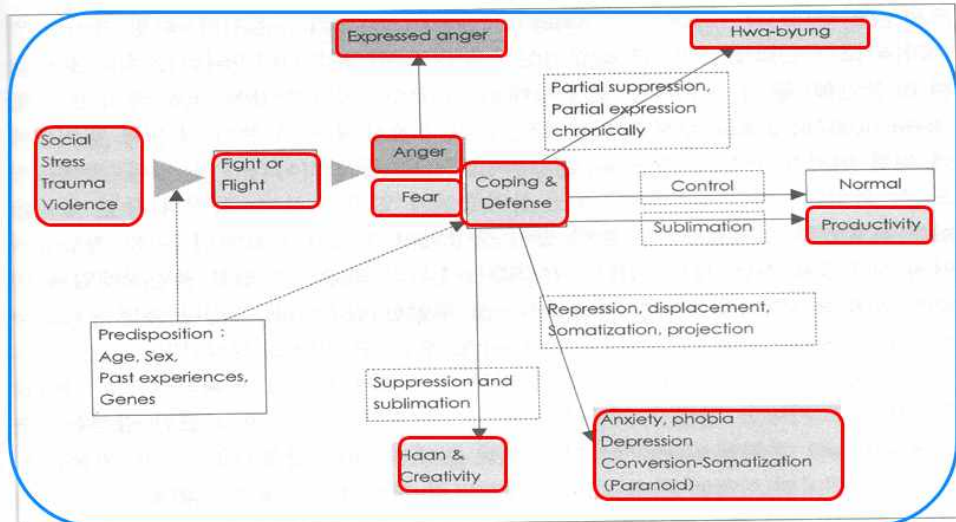 Expressed anger
Hwa-byung
Partial suppression,
Partial expression
chronically
Social
Stress
Trauma
Violence
Fight or
Flight
Anger
Fear
Coping &
Defense
Control
Normal
Sublimation
Productivity
Repression, displacement,
Somatization, projection
Predisposition :
Age, Sex,
Past experiences,
Genes
Suppression and
sublimation
Haan &
Creativity
Anxiety, phobia
Depression
Conversion-Somatization
(Paranoid)